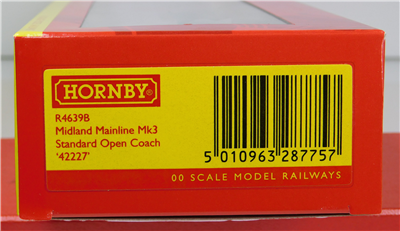 HORNBY
R4639B
Midland Mainline Mk3
Standard Open Coach
'42227'
5 010963 287757
00 SCALE MODEL RAILWAYS